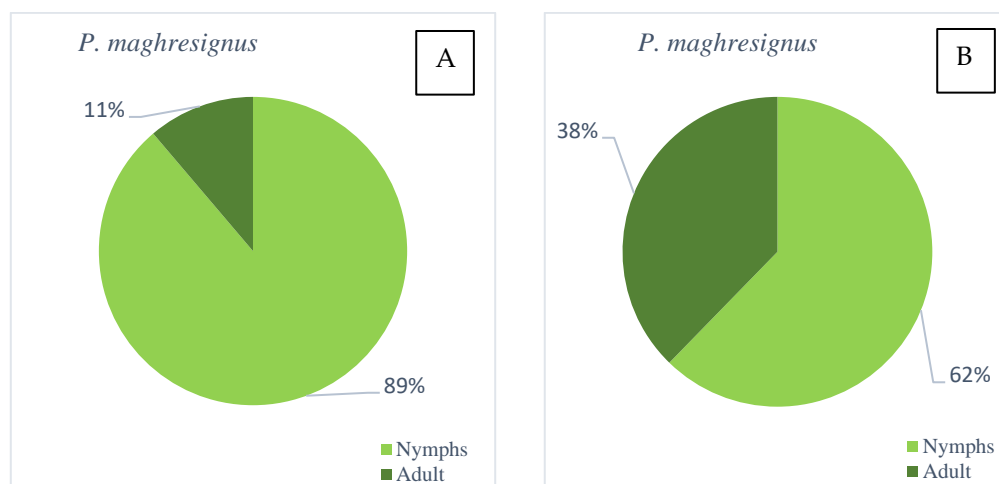 P. maghresignus
A
11%
89%
Nymphs
Adult
P. maghresignus
B
38%
62%
Nymphs
Adult